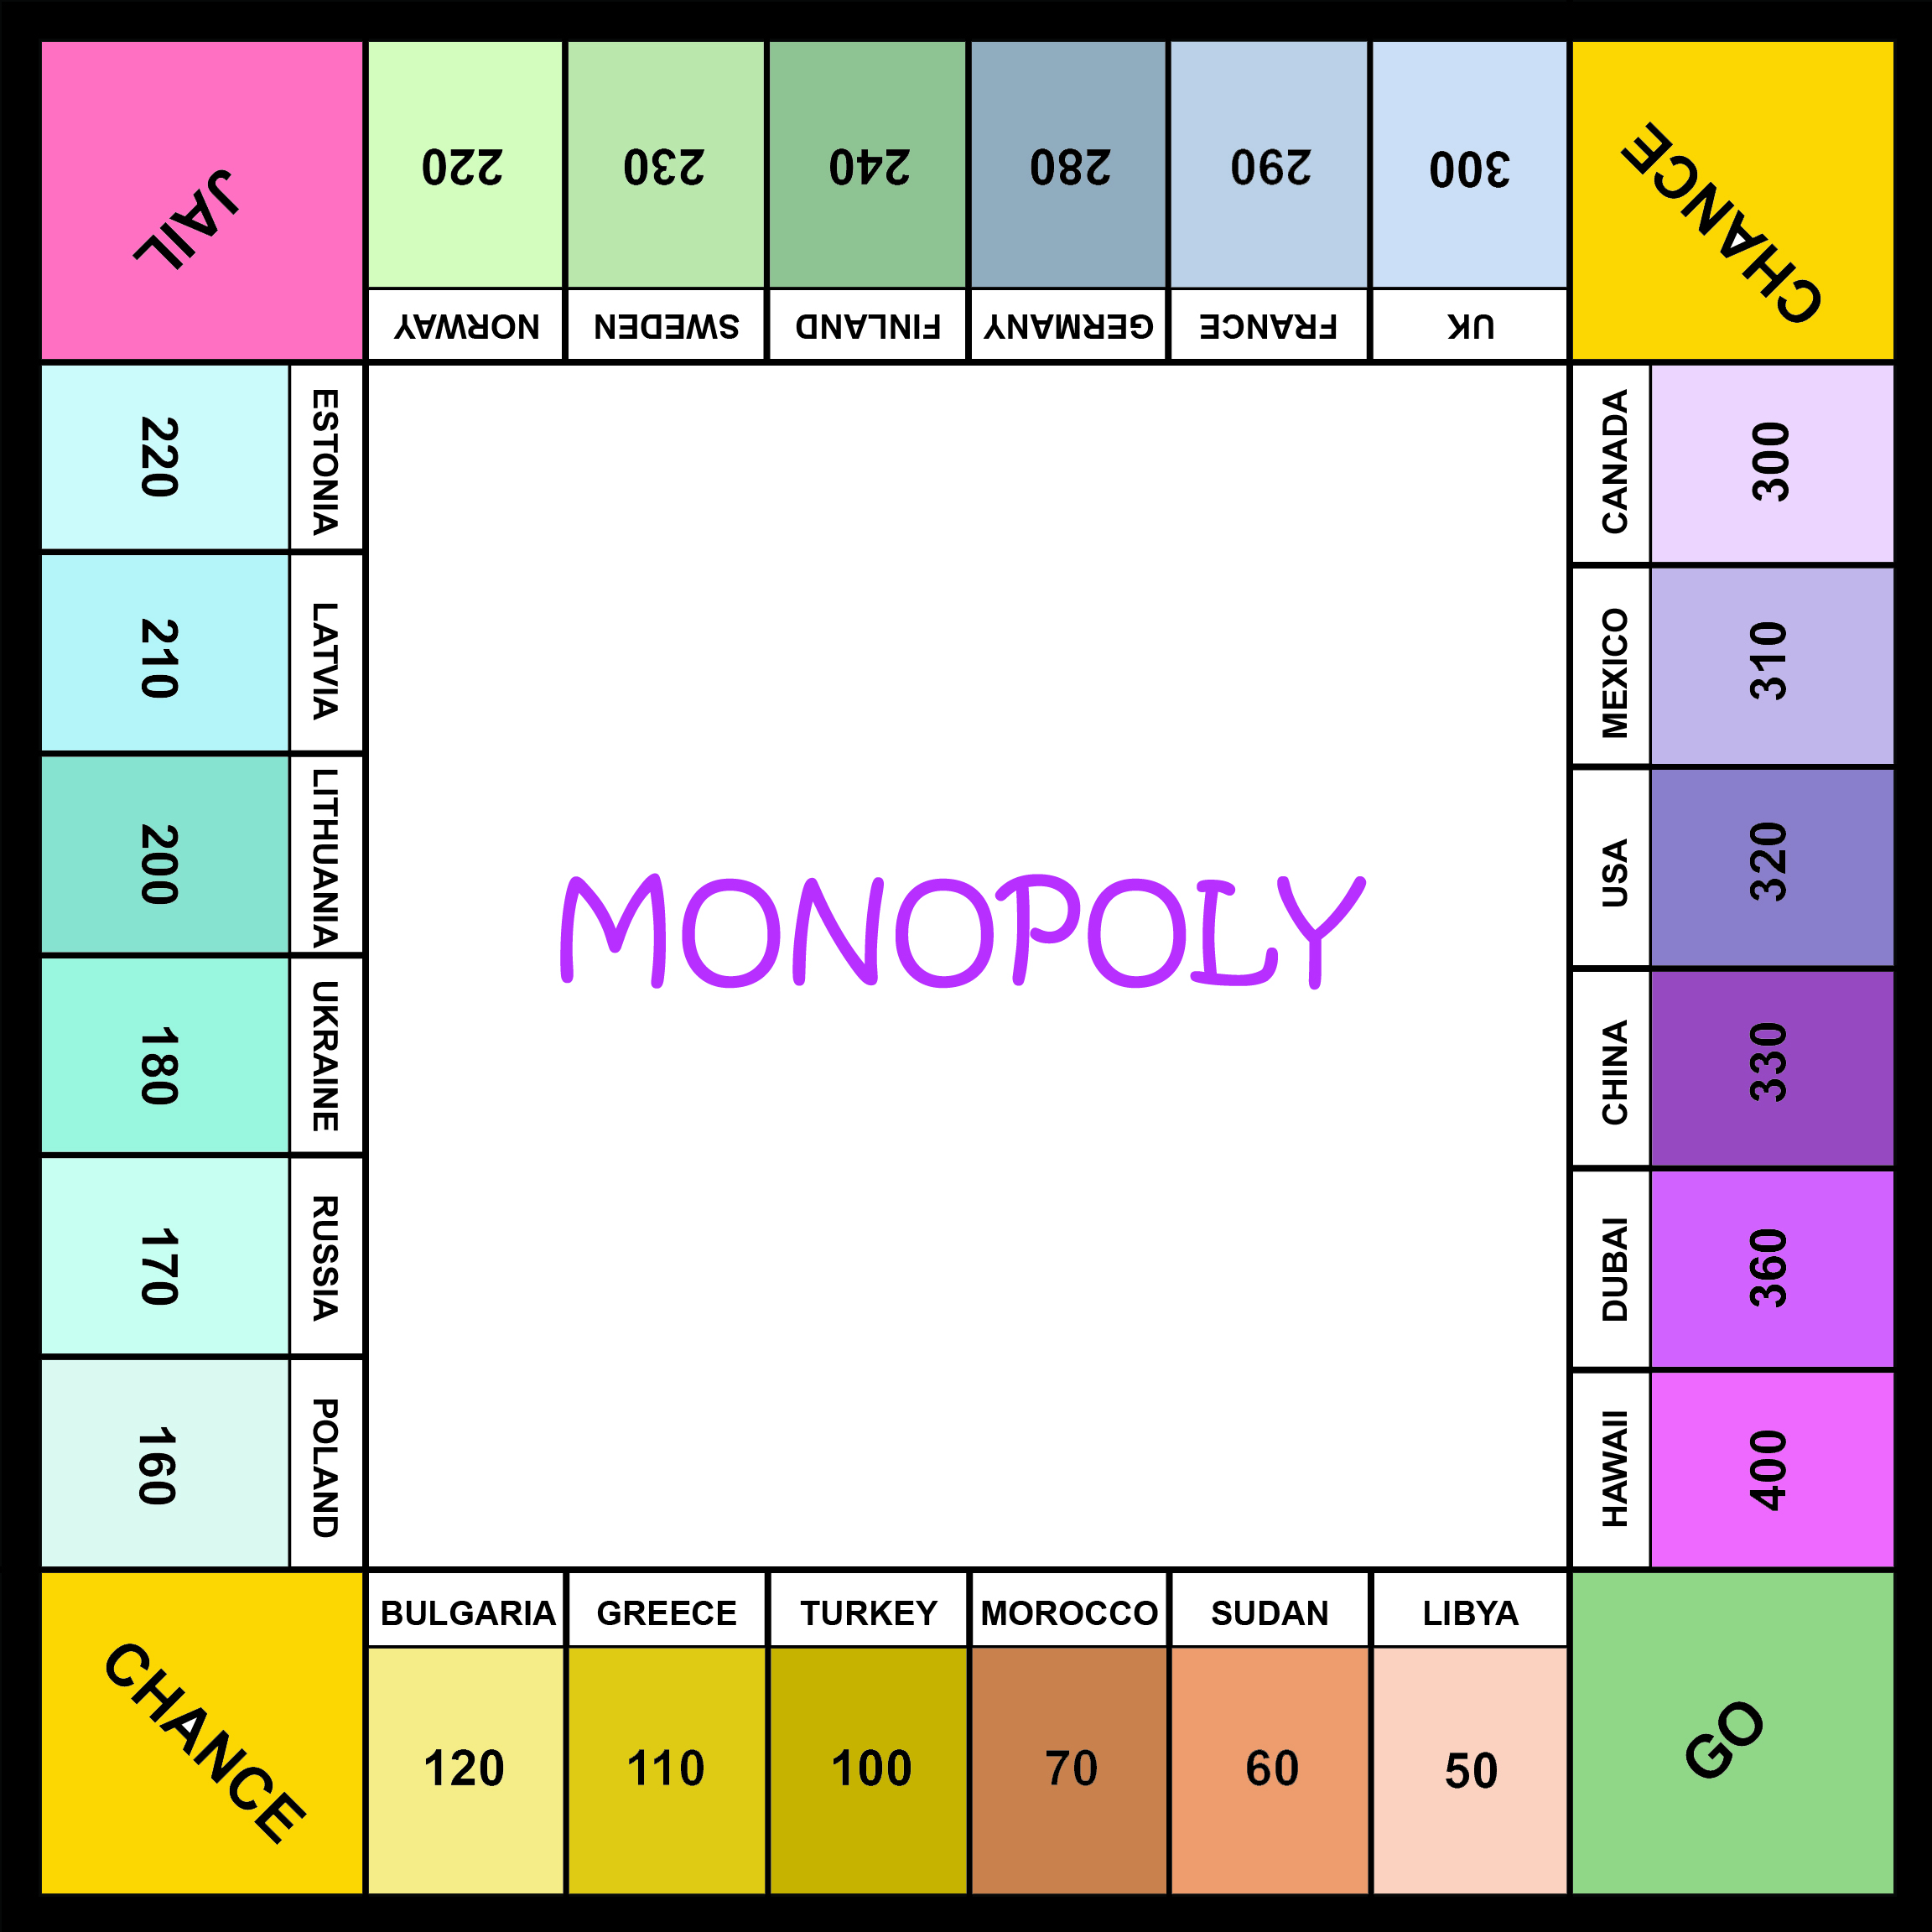 JAIL
220
NORWAY
230
SWEDEN
240
FINLAND
280
GERMANY
290
FRANCE
300
UK
CHANCE
220
ESTONIA
210
LATVIA
200
LITHUANIA
180
UKRAINE
170
RUSSIA
160
POLAND
MONOPOLY
CANADA
300
MEXICO
310
USA
320
CHINA
330
DUBAI
360
HAWAII
400
CHANCE
BULGARIA
120
GREECE
110
TURKEY
100
MOROCCO
70
SUDAN
60
LIBYA
50
GO